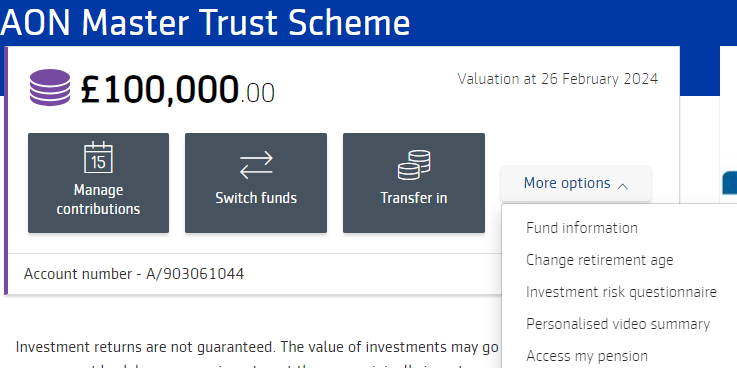 AON Master Trust Scheme
£100,000.00
Valuation at 26 February 2024
15
Manage
contributions
Switch funds
Transfer in
More options
Fund information
Change retirement age
Investment risk questionnaire
Personalised video summary
Access my pension
Account number - A/903061044
Investment returns are not guaranteed. The value of investments may go